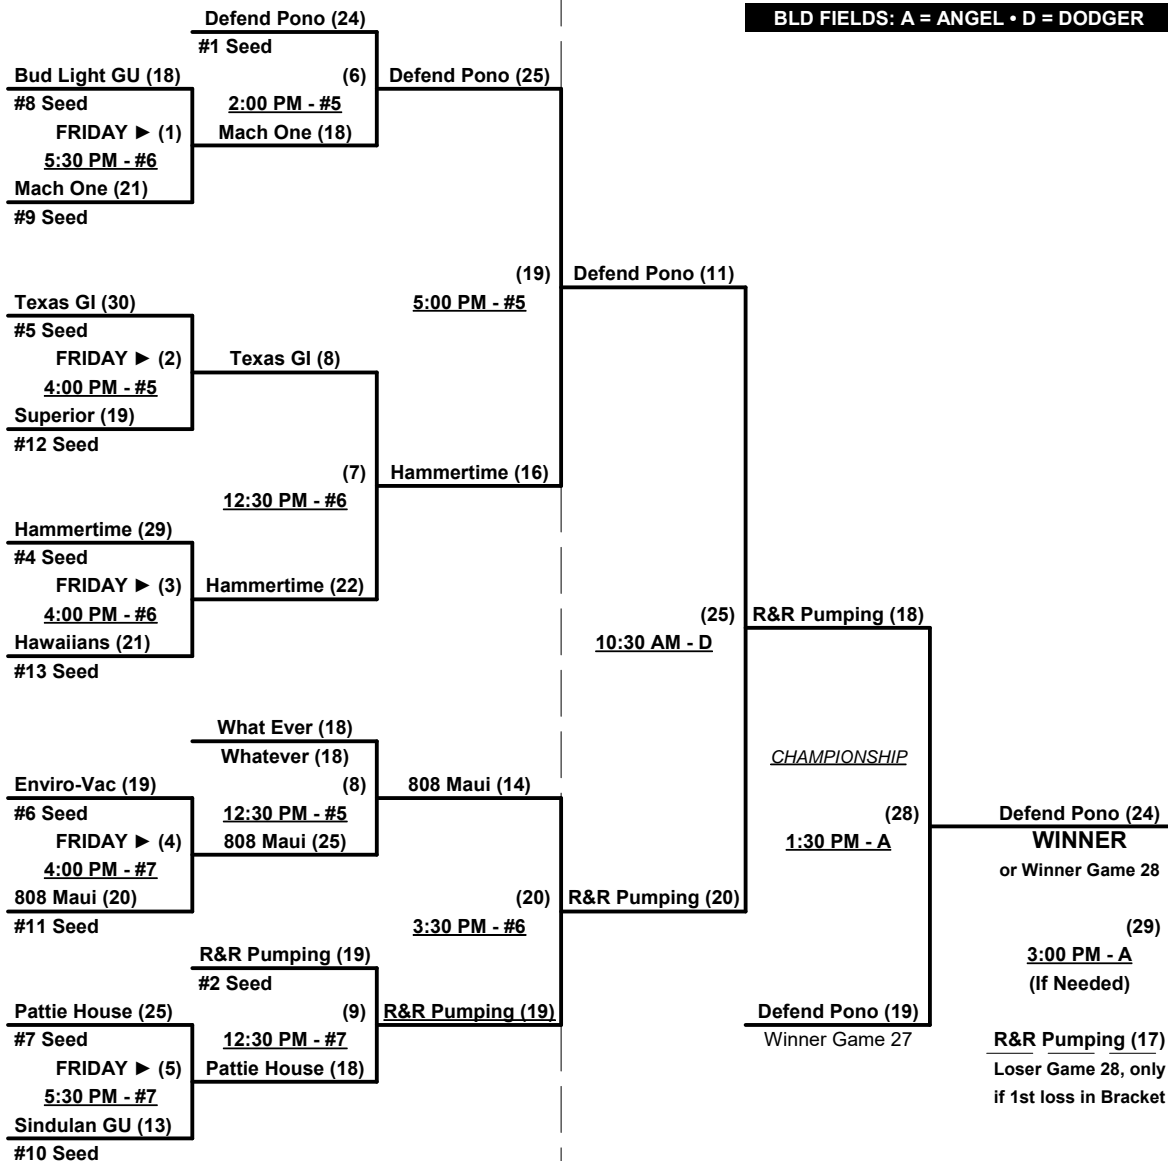 Defend Pono (24)
BLD FIELDS: A = ANGEL • D = DODGER
#1 Seed
Bud Light GU (18)
(6)
Defend Pono (25)
#8 Seed
2:00 PM - #5
FRIDAY ► (1)
Mach One (18)
5:30 PM - #6
Mach One (21)
#9 Seed
(19)
Defend Pono (11)
5:00 PM - #5
Texas GI (30)
#5 Seed
FRIDAY ► (2)
Texas GI (8)
4:00 PM - #5
Superior (19)
#12 Seed
(7)
Hammertime (16)
12:30 PM - #6
Hammertime (29)
#4 Seed
FRIDAY ► (3)
Hammertime (22)
4:00 PM - #6
Hawaiians (21)
#13 Seed
(25)
R&R Pumping (18)
10:30 AM - D
What Ever (18)
Whatever (18)
CHAMPIONSHIP
Enviro-Vac (19)
(8)
808 Maui (14)
#6 Seed
12:30 PM - #5
FRIDAY ► (4)
808 Maui (25)
4:00 PM - #7
808 Maui (20)
#11 Seed
(28)
1:30 PM - A
Defend Pono (24)
WINNER
or Winner Game 28
(20)
R&R Pumping (20)
3:30 PM - #6
(29)
3:00 PM - A
(If Needed)
R&R Pumping (19)
#2 Seed
Pattie House (25)
(9)
R&R Pumping (19)
#7 Seed
12:30 PM - #7
FRIDAY ► (5)
Pattie House (18)
5:30 PM - #7
Sindulan GU (13)
#10 Seed
Defend Pono (19)
Winner Game 27
R&R Pumping (17)
Loser Game 28, only
if 1st loss in Bracket